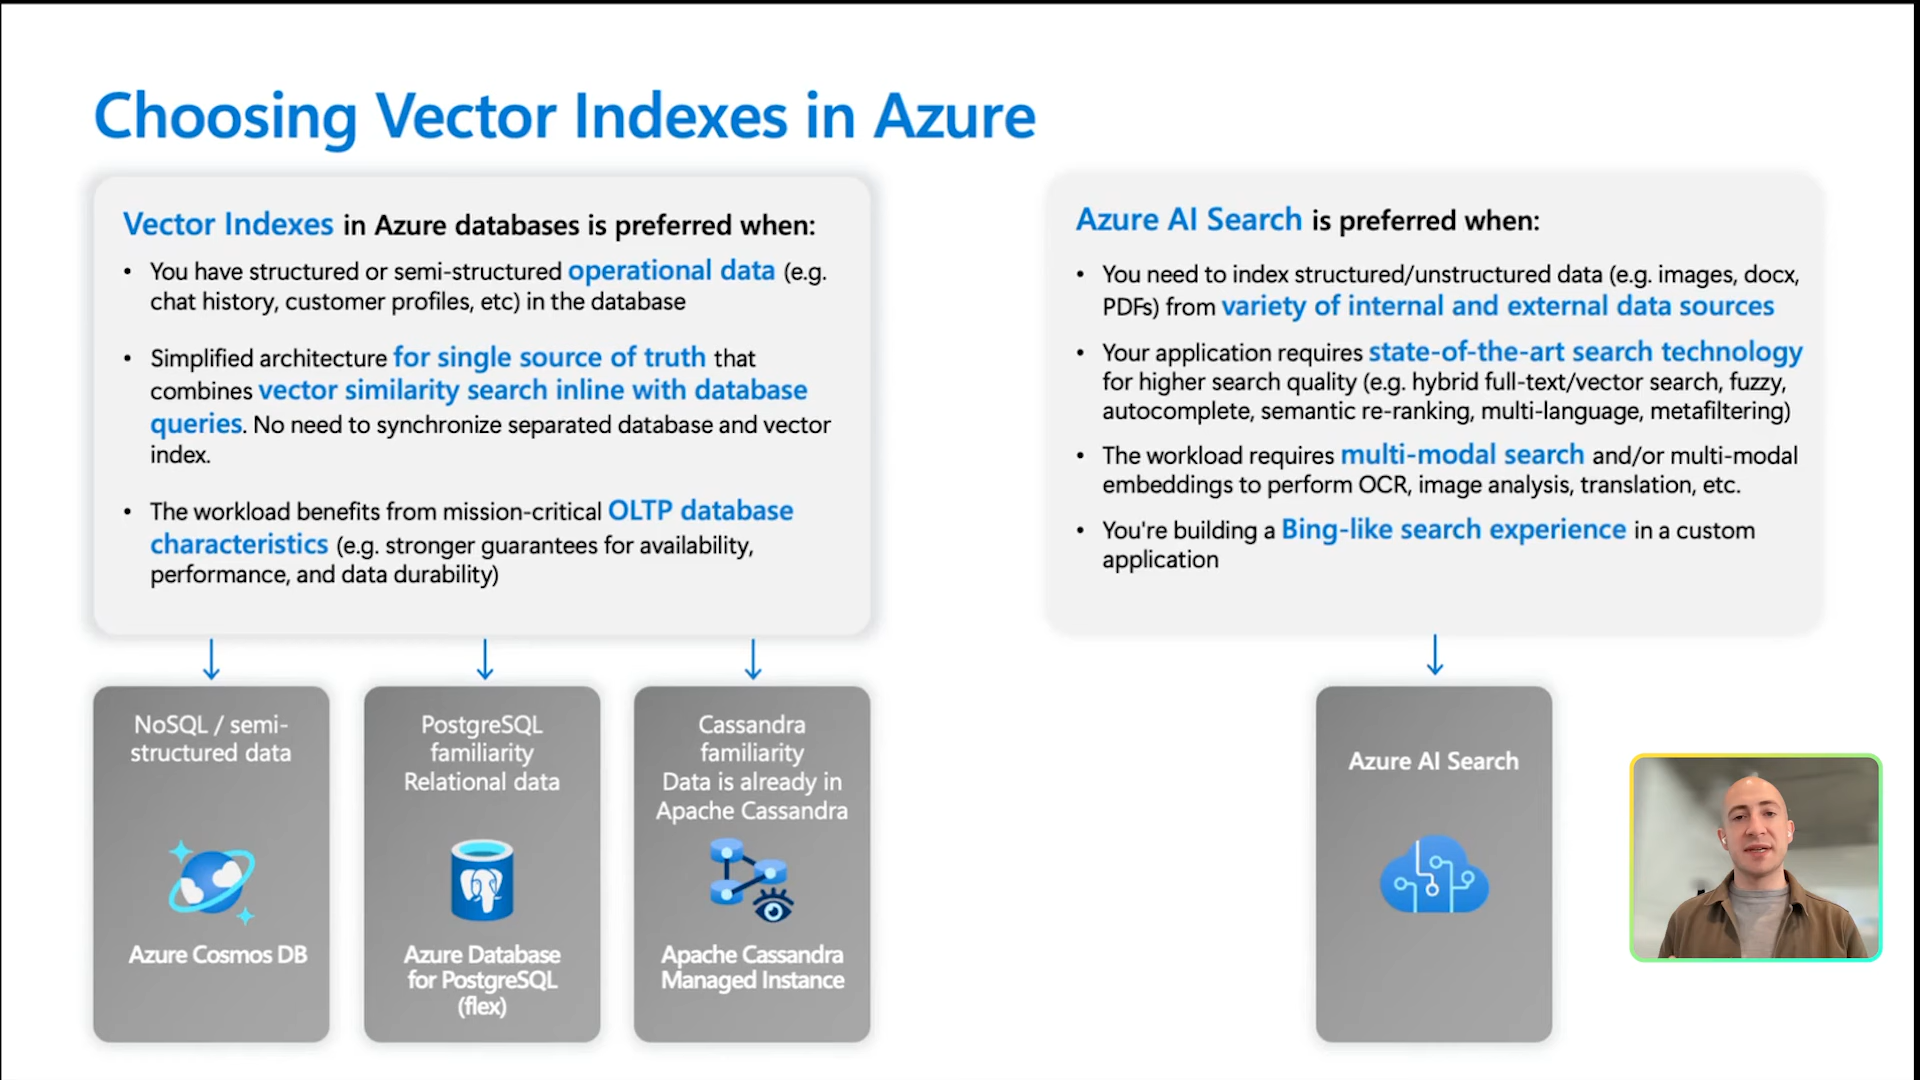 Choosing Vector Indexes in Azure
Vector Indexes in Azure databases is preferred when:
• You have structured or semi-structured operational data (e.g.
chat history, customer profiles, etc) in the database
• Simplified architecture for single source of truth that
combines vector similarity search inline with database
queries. No need to synchronize separated database and vector
index.
• The workload benefits from mission-critical OLTP database
characteristics (e.g. stronger guarantees for availability,
performance, and data durability)
Azure AI Search is preferred when:
• You need to index structured/unstructured data (e.g. images, docx,
PDFs) from variety of internal and external data sources
• Your application requires state-of-the-art search technology
for higher search quality (e.g. hybrid full-text/vector search, fuzzy,
autocomplete, semantic re-ranking, multi-language, metafiltering)
• The workload requires multi-modal search and/or multi-modal
embeddings to perform OCR, image analysis, translation, etc.
• You're building a Bing-like search experience in a custom
application
NoSQL / semi-
structured data
Azure Cosmos DB
PostgreSQL
familiarity
Relational data
Azure Database
for PostgreSQL
(flex)
Cassandra
familiarity
Data is already in
Apache Cassandra
Apache Cassandra
Managed Instance
Azure AI Search